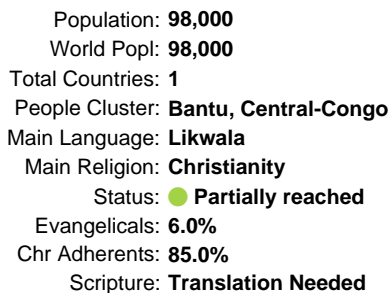 Population: 98,000
World Popl: 98,000
Total Countries: 1
People Cluster: Bantu, Central-Congo
Main Language: Likwala
Main Religion: Christianity
Status: Partially reached
Evangelicals: 6.0%
Chr Adherents: 85.0%
Scripture: Translation Needed